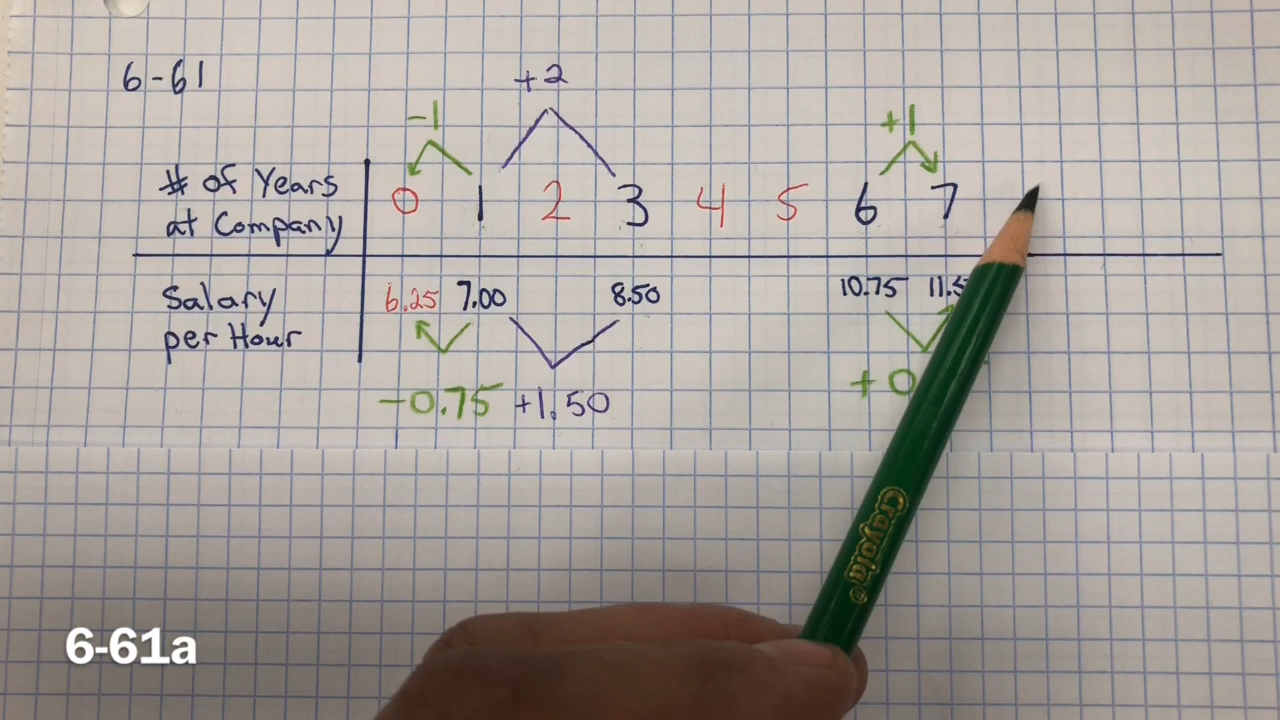 6-61
+2
-1
+1
# of Years
at Company
0 1 2 3 4 5 6 7
Salary
per Hour
6.25 7.00 8.50 10.75
-0.75 +1.50
Crayola
6-61a